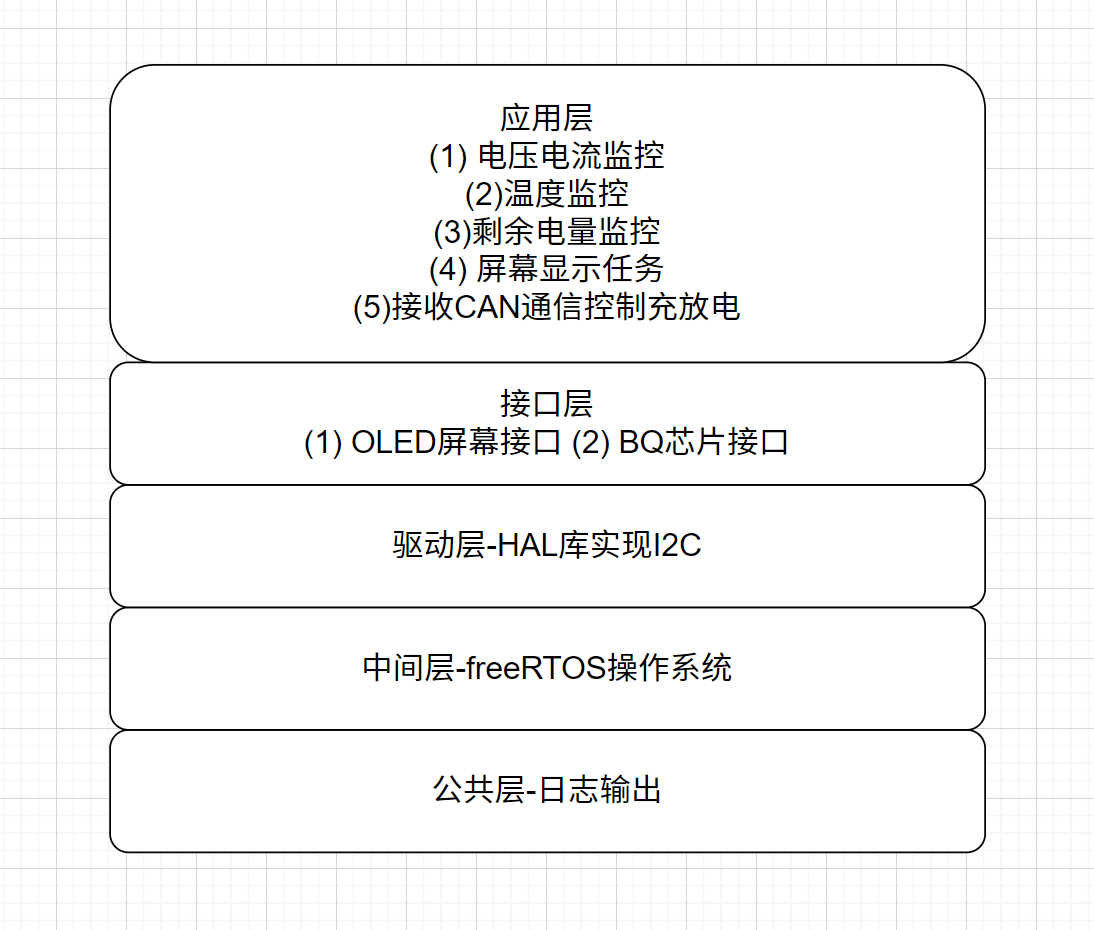 应用层
(1) 电压电流监控
(2)温度监控
(3)剩余电量监控
(4) 屏幕显示任务
(5)接收CAN通信控制充放电
接口层
(1) OLED屏幕接口 (2) BQ芯片接口
驱动层-HAL库实现I2C
中间层-freeRTOS操作系统
公共层-日志输出